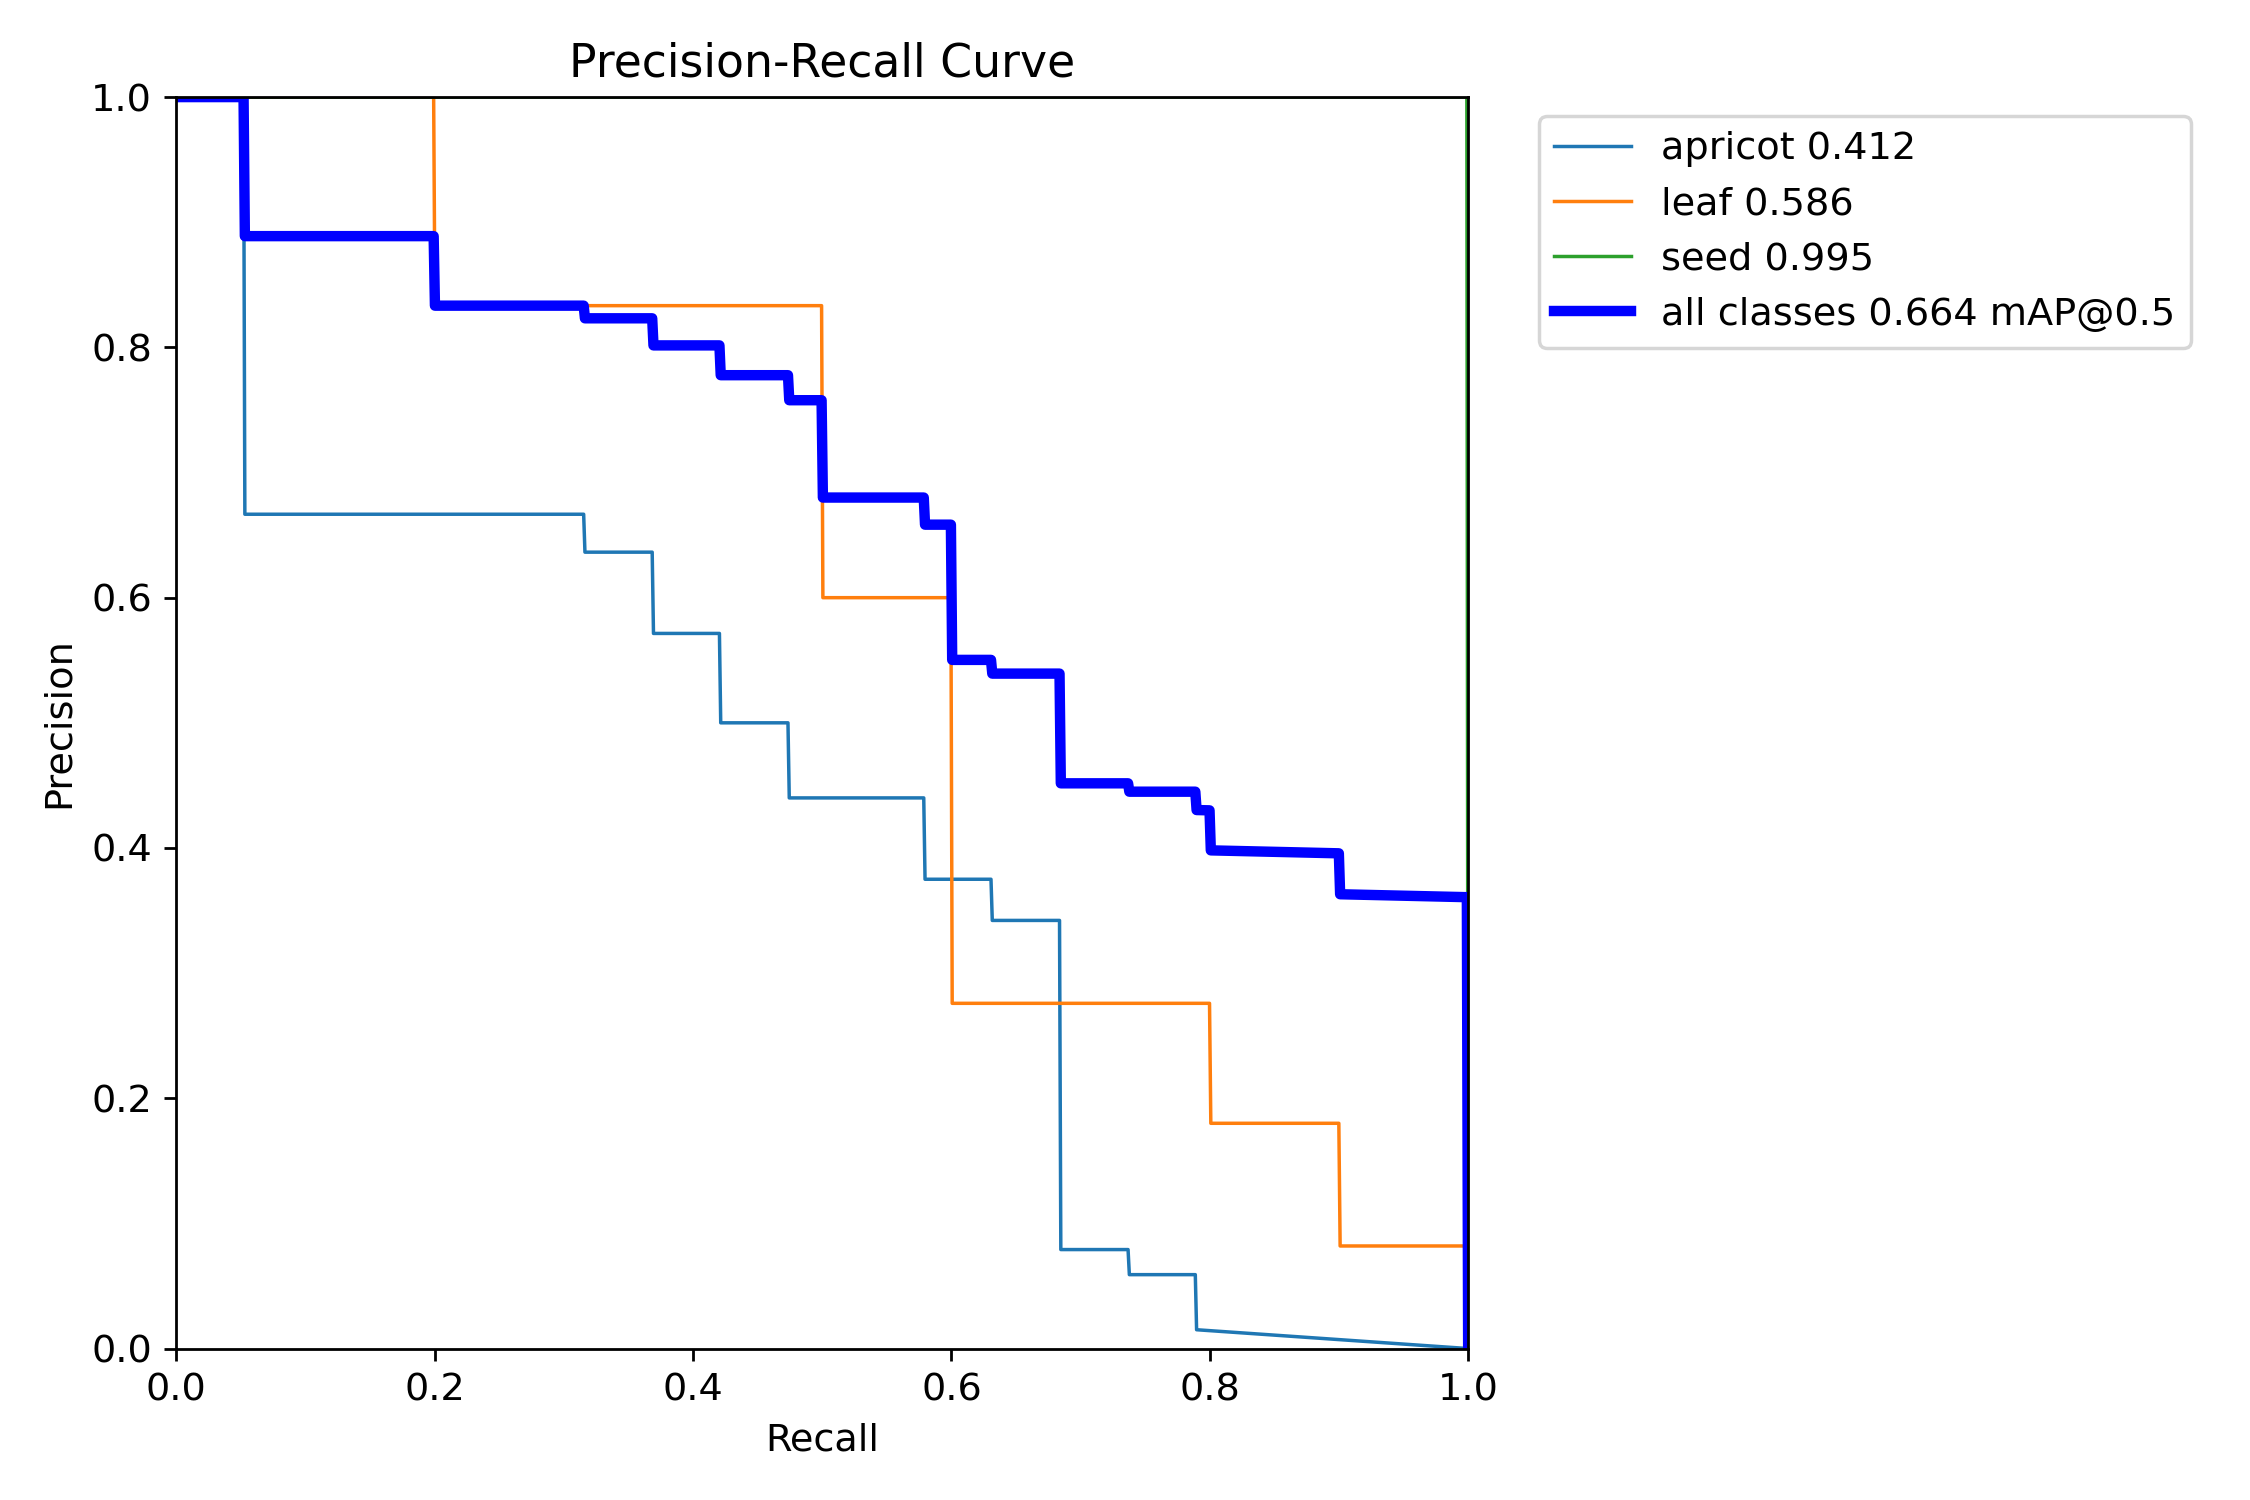 Precision-Recall Curve
apricot 0.412
leaf 0.586
seed 0.995
all classes 0.664 mAP@0.5
Precision
1.0
0.8
0.6
0.4
0.2
0.0
0.0 0.2 0.4 0.6 0.8 1.0
Recall